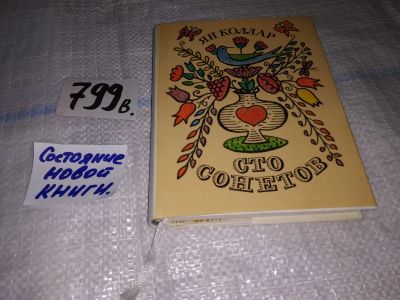 799в.
Состояние
новой
книги.
ЯН КОЛЛАР
СТО
СОНЕТОВ